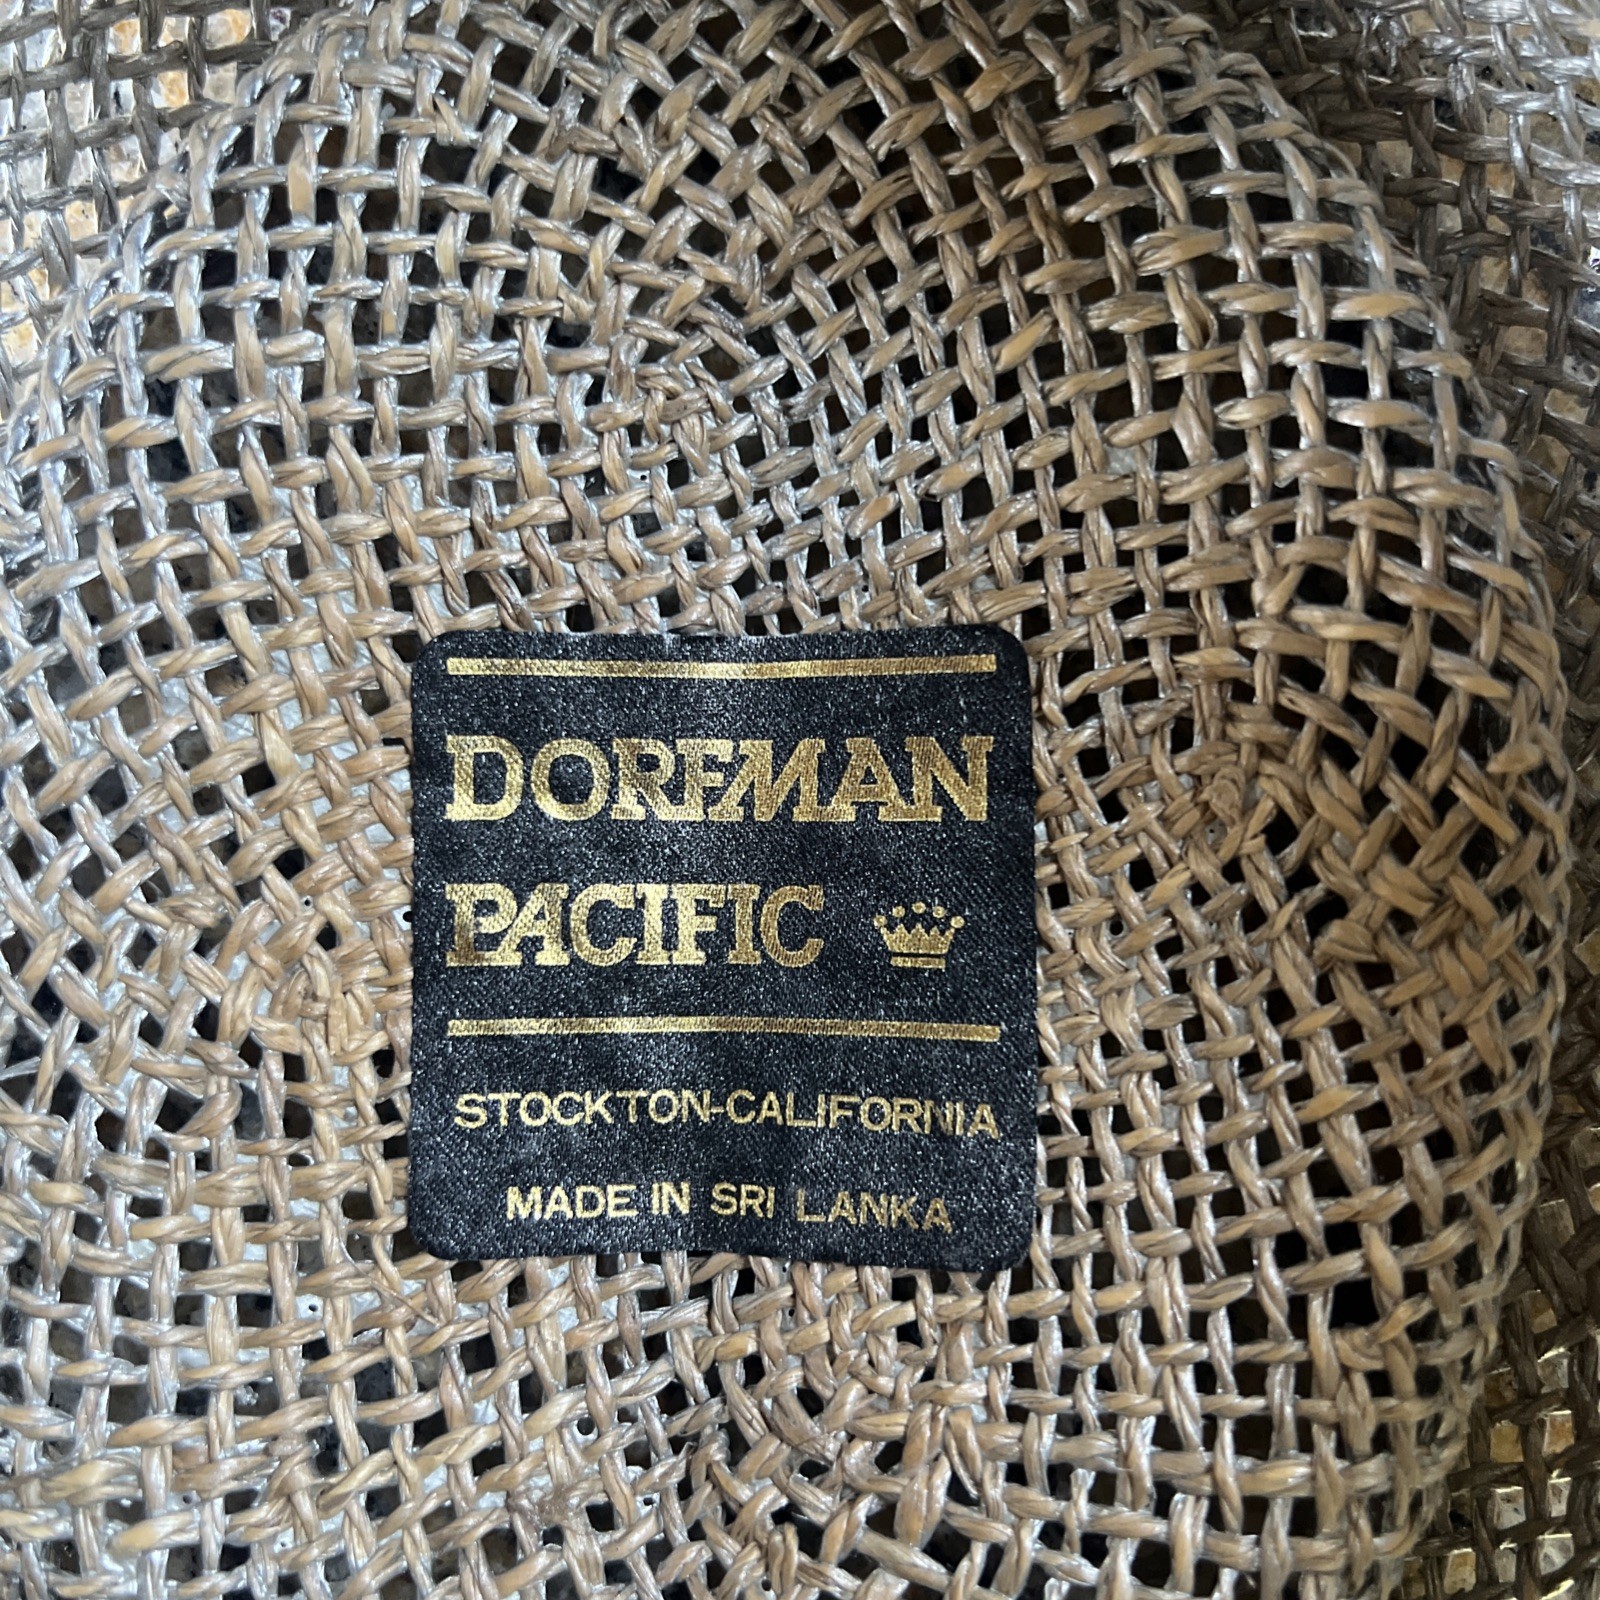 DORFMAN
PACIFIC
STOCKTON-CALIFORNIA
MADE IN SRI LANKA